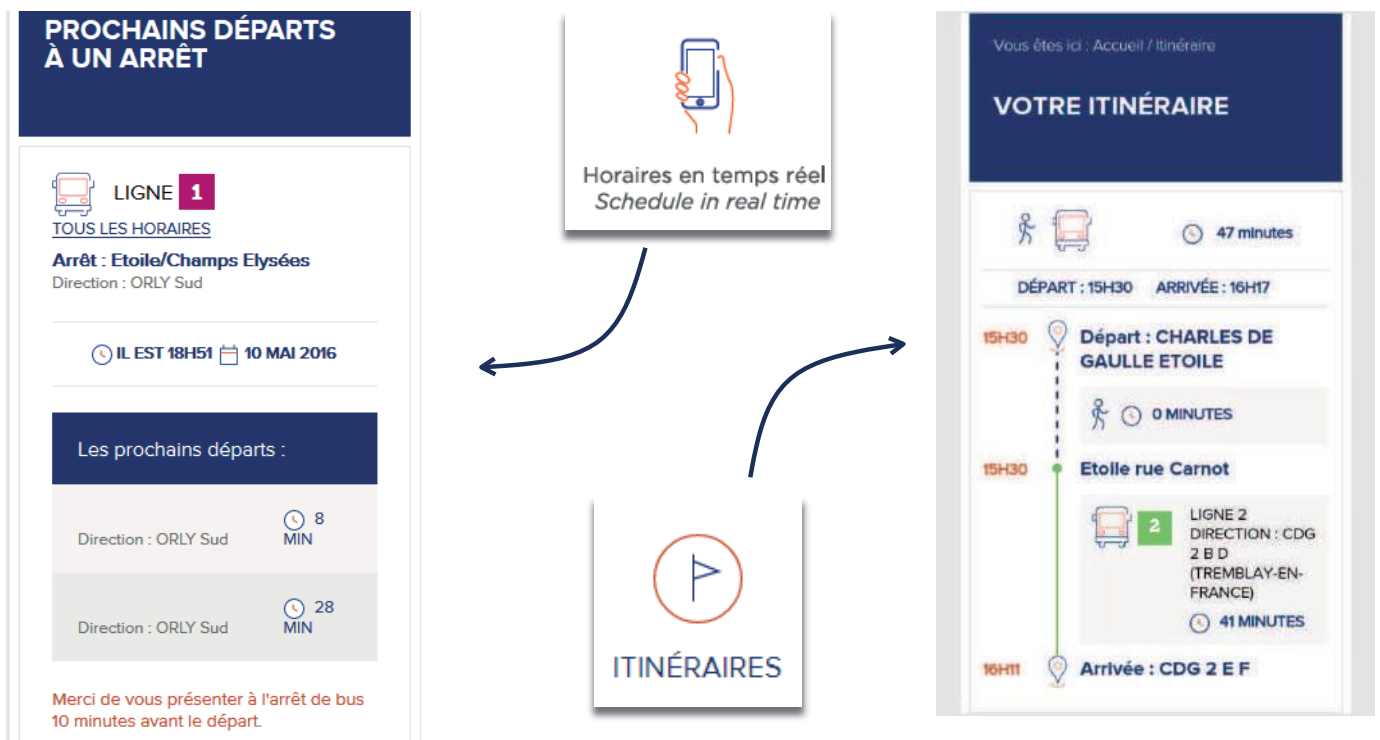 PROCHAINS DÉPARTS
À UN ARRÊT
LIGNE 1
TOUS LES HORAIRES
Arrêt : Etoile/Champs Elysées
Direction : ORLY Sud
IL EST 18H51 10 MAI 2016
Les prochains départs :
Direction : ORLY Sud
8
MIN
Direction : ORLY Sud
28
MIN
Merci de vous présenter à l'arrêt de bus
10 minutes avant le départ.
Horaires en temps réel
Schedule in real time
ITINÉRAIRES
Vous êtes ici : Accueil / Itinéraire
VOTRE ITINÉRAIRE
47 minutes
DÉPART : 15H30 ARRIVÉE : 16H17
15H30
Départ : CHARLES DE
GAULLE ETOILE
0 MINUTES
15H30
Etoile rue Carnot
2
LIGNE 2
DIRECTION : CDG
2 B D
(TREMBLAY-EN-
FRANCE)
41 MINUTES
16H11
Arrivée : CDG 2 E F